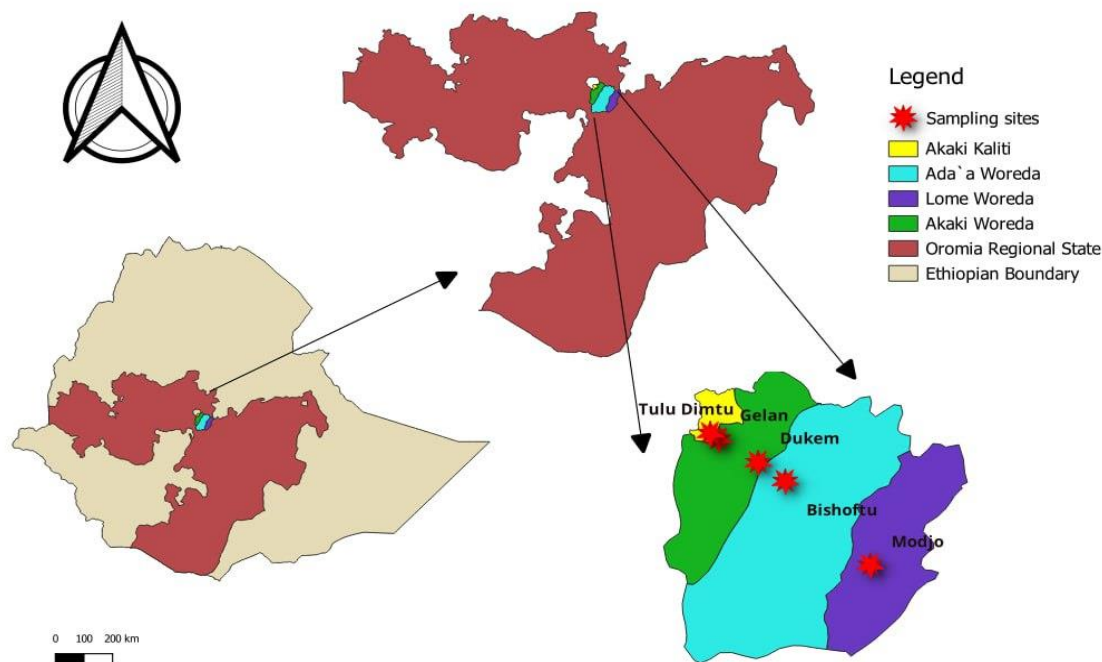 Legend
Sampling sites
Akaki Kaliti
Ada`a Woreda
Lome Woreda
Akaki Woreda
Oromia Regional State
Ethiopian Boundary
Tulu Dimtu
Gelan
Dukem
Bishoftu
Modjo
0 100 200 km